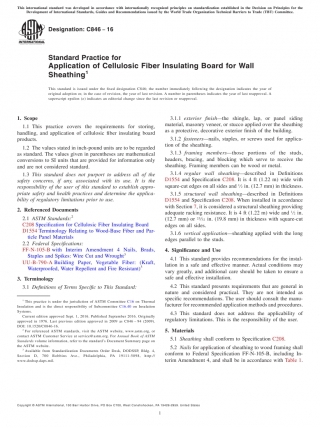 This international standard was developed in accordance with internationally recognized principles on standardization established in the Decision on Principles for the
Development of International Standards, Guides and Recommendations issued by the World Trade Organization Technical Barriers to Trade (TBT) Committee.
Designation: C846 − 16
Standard Practice for
Application of Cellulosic Fiber Insulating Board for Wall
Sheathing1
This standard is issued under the fixed designation C846; the number immediately following the designation indicates the year of
original adoption or, in the case of revision, the year of last revision. A number in parentheses indicates the year of last reapproval. A
superscript epsilon (ε) indicates an editorial change since the last revision or reapproval.
1. Scope
1.1 This practice covers the requirements for storing,
handling, and application of cellulosic fiber insulating board
products.
1.2 The values stated in inch-pound units are to be regarded
as standard. The values given in parentheses are mathematical
conversions to SI units that are provided for information only
and are not considered standard.
1.3 This standard does not purport to address all of the
safety concerns, if any, associated with its use. It is the
responsibility of the user of this standard to establish appro-
priate safety and health practices and determine the applica-
bility of regulatory limitations prior to use.
2. Referenced Documents
2.1 ASTM Standards:2
C208 Specification for Cellulosic Fiber Insulating Board
D1554 Terminology Relating to Wood-Base Fiber and Par-
ticle Panel Materials
2.2 Federal Specifications:
FF-N-105-B with Interim Amendment 4 Nails, Brads,
Staples and Spikes: Wire Cut and Wrought3
UU-B-790-A Building Paper, Vegetable Fiber: (Kraft,
Waterproofed, Water Repellent and Fire Resistant)3
3. Terminology
3.1 Definitions of Terms Specific to This Standard:
1 This practice is under the jurisdiction of ASTM Committee C16 on Thermal
Insulation and is the direct responsibility of Subcommittee C16.40 on Insulation
Systems.
Current edition approved Sept. 1, 2016. Published September 2016. Originally
approved in 1976. Last previous edition approved in 2009 as C846 – 94 (2009).
DOI: 10.1520/C0846-16.
2 For referenced ASTM standards, visit the ASTM website, www.astm.org, or
contact ASTM Customer Service at service@astm.org. For Annual Book of ASTM
Standards volume information, refer to the standard's Document Summary page on
the ASTM website.
3 Available from Standardization Documents Order Desk, DODSSP, Bldg. 4,
Section D, 700 Robbins Ave., Philadelphia, PA 19111-5098, http://
www.dodssp.daps.mil.
3.1.1 exterior fix—the shingle, lap, or panel siding
material, masonry veneer, or stucco applied over the sheathing
as a protective, decorative exterior finish of the building.
3.1.2 fasteners—nails, staples, or screws used for applica-
tion of the sheathing.
3.1.3 framing members—those portions of the studs,
headers, bracing, and blocking which serve to receive the
sheathing. Framing members can be wood or metal.
3.1.4 regular wall sheathing—described in Definitions
D1554 and Specification C208. It is 4 ft (1.22 m) wide with
square-cut edges on all sides and 1⁄2 in. (12.7 mm) in thickness.
3.1.5 structural wall sheathing—described in Definitions
D1554 and Specification C208. When installed in accordance
with Section 7, it is considered a structural sheathing providing
adequate racking resistance. It is 4 ft (1.22 m) wide and 1⁄2 in.
(12.7 mm) or 25⁄32 in. (19.8 mm) in thickness with square-cut
edges on all sides.
3.1.6 vertical application—sheathing applied with the long
edges parallel to the studs.
4. Significance and Use
4.1 This standard provides recommendations for the instal-
lation in a safe and effective manner. Actual conditions may
vary greatly, and additional care should be taken to ensure a
safe and effective installation.
4.2 This standard presents requirements that are general in
nature and considered practical. They are not intended as
specific recommendations. The user should consult the manu-
facturer for recommended application methods and procedures.
4.3 This standard does not address the applicability of
regulatory limitations. This is the responsibility of the user.
5. Materials
5.1 Sheathing shall conform to Specification C208.
5.2 Nails for application of sheathing to wood framing shall
conform to Federal Specification FF-N-105-B, including In-
terim Amendment 4, and shall be in accordance with Table 1.
Copyright © ASTM International, 100 Barr Harbor Drive, PO Box C700, West Conshohocken, PA 19428-2959. United States
1